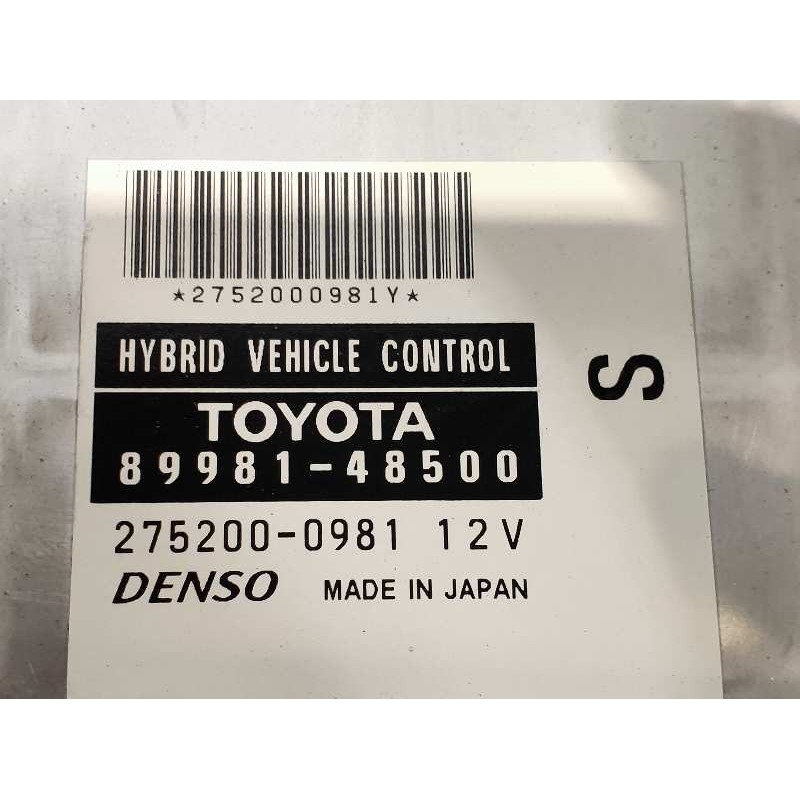 *2752000981Y*
HYBRID VEHICLE CONTROL
TOYOTA
89981-48500
S
275200-0981 12V
DENSO MADE IN JAPAN